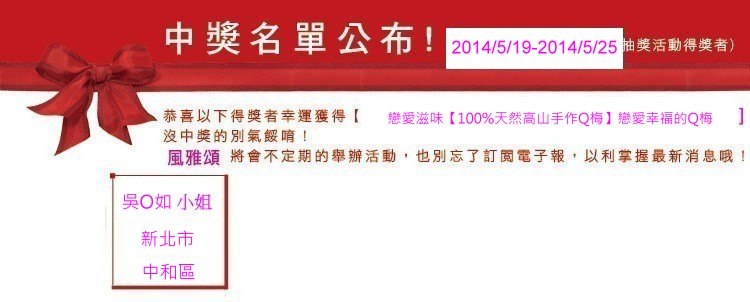 中獎名單公布! 2014/5/19-2014/5/25 抽獎活動得獎者)
恭喜以下得獎者幸運獲得【 戀愛滋味【100%天然高山手作Q梅】戀愛幸福的Q梅 】
沒中獎的別氣餒唷!
風雅頌 將會不定期的舉辦活動，也別忘了訂閱電子報，以利掌握最新消息哦！
吳O如 小姐
新北市
中和區